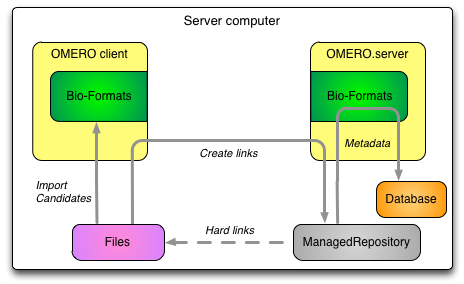 Server computer
OMERO client
OMERO.server
Bio-Formats
Bio-Formats
Create links
Metadata
Import
Candidates
Database
Files
Hard links
ManagedRepository